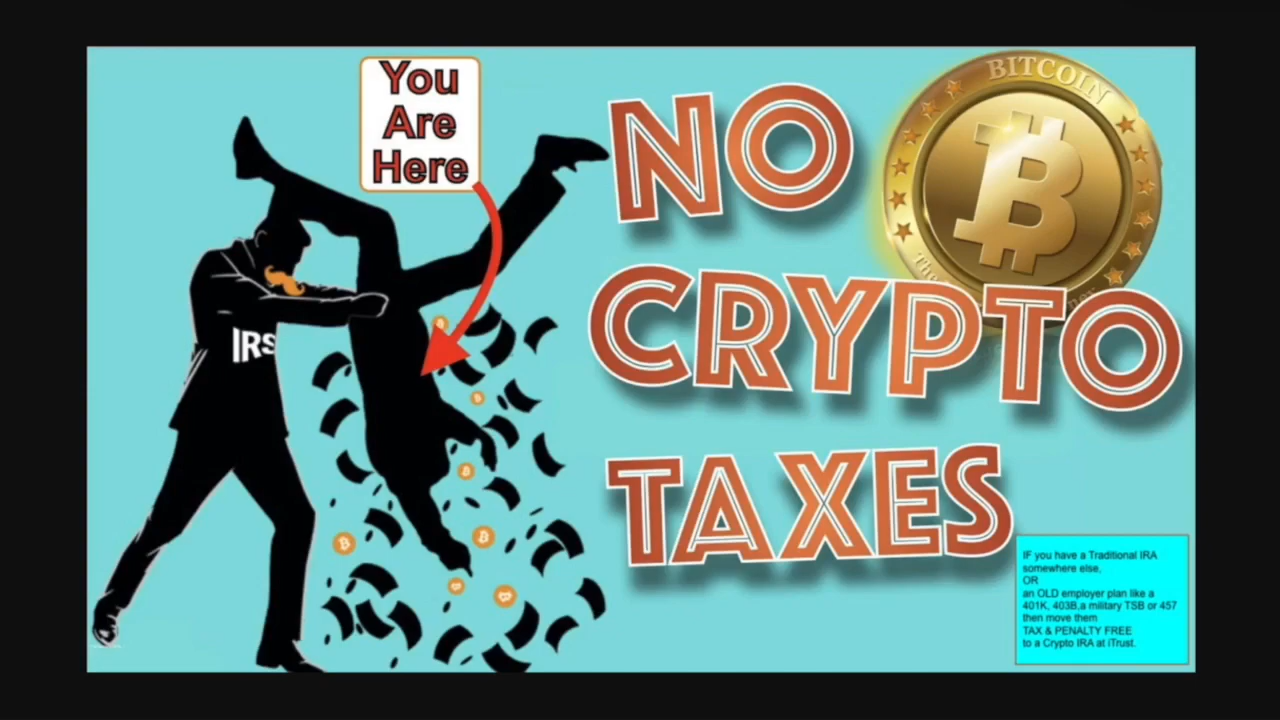 You
Are
Here
IRS
NO
CRYPTO
TAXES
BITCOIN
IF you have a Traditional IRA
somewhere else,
OR
an OLD employer plan like a
401K, 403B,a military TSB or 457
then move them
TAX & PENALTY FREE
to a Crypto IRA at iTrust.